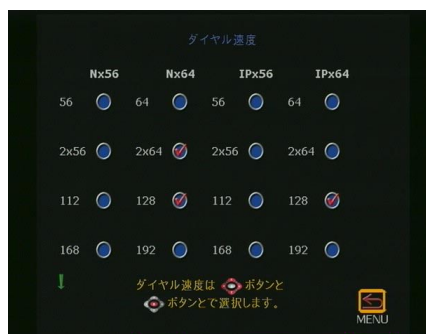 ダイヤル速度
Nx56 Nx64 IPx56 IPx64
56 64 56 64
2x56 2x64 2x56 2x64
112 128 112 128
168 192 168 192
ダイヤル速度は ボタンと
ボタンとで選択します。
MENU